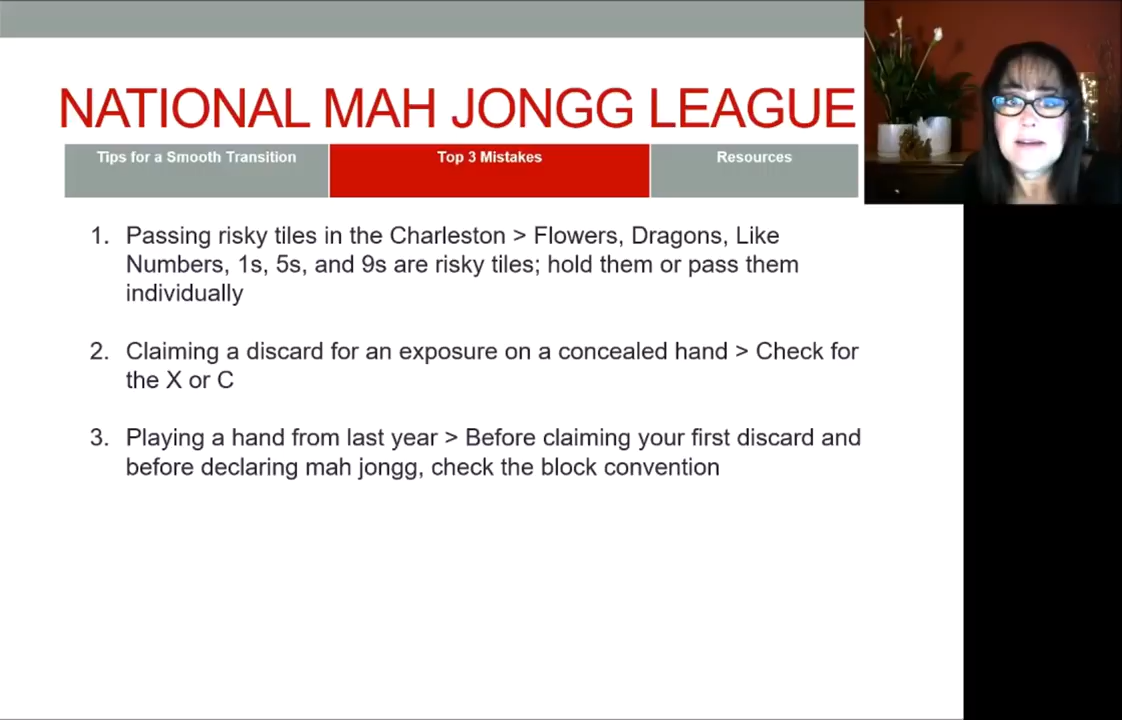 NATIONAL MAH JONGG LEAGUE
Tips for a Smooth Transition
Top 3 Mistakes
Resources
1. Passing risky tiles in the Charleston > Flowers, Dragons, Like
Numbers, 1s, 5s, and 9s are risky tiles; hold them or pass them
individually
2. Claiming a discard for an exposure on a concealed hand > Check for
the X or C
3. Playing a hand from last year > Before claiming your first discard and
before declaring mah jongg, check the block convention